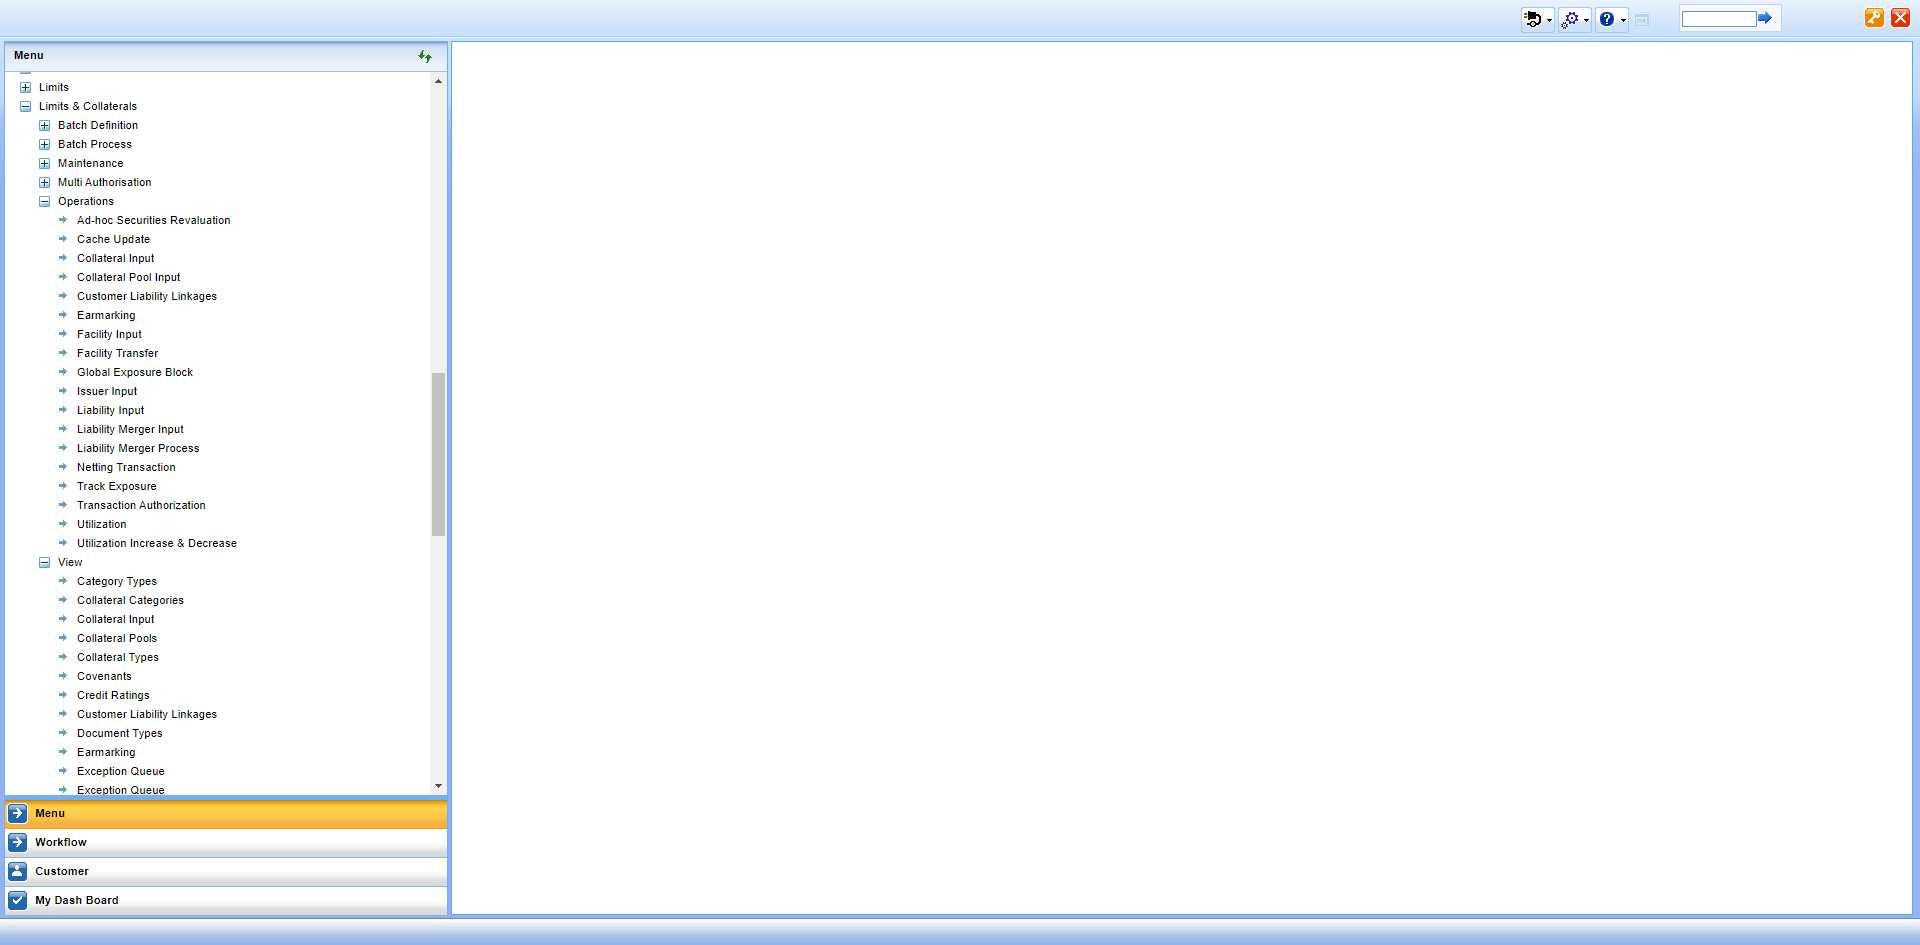 Menu
Limits
Limits & Collaterals
Batch Definition
Batch Process
Maintenance
Multi Authorisation
Operations
Ad-hoc Securities Revaluation
Cache Update
Collateral Input
Collateral Pool Input
Customer Liability Linkages
Earmarking
Facility Input
Facility Transfer
Global Exposure Block
Issuer Input
Liability Input
Liability Merger Input
Liability Merger Process
Netting Transaction
Track Exposure
Transaction Authorization
Utilization
Utilization Increase & Decrease
View
Category Types
Collateral Categories
Collateral Input
Collateral Pools
Collateral Types
Covenants
Credit Ratings
Customer Liability Linkages
Document Types
Earmarking
Exception Queue
Exception Queue
Menu
Workflow
Customer
My Dash Board